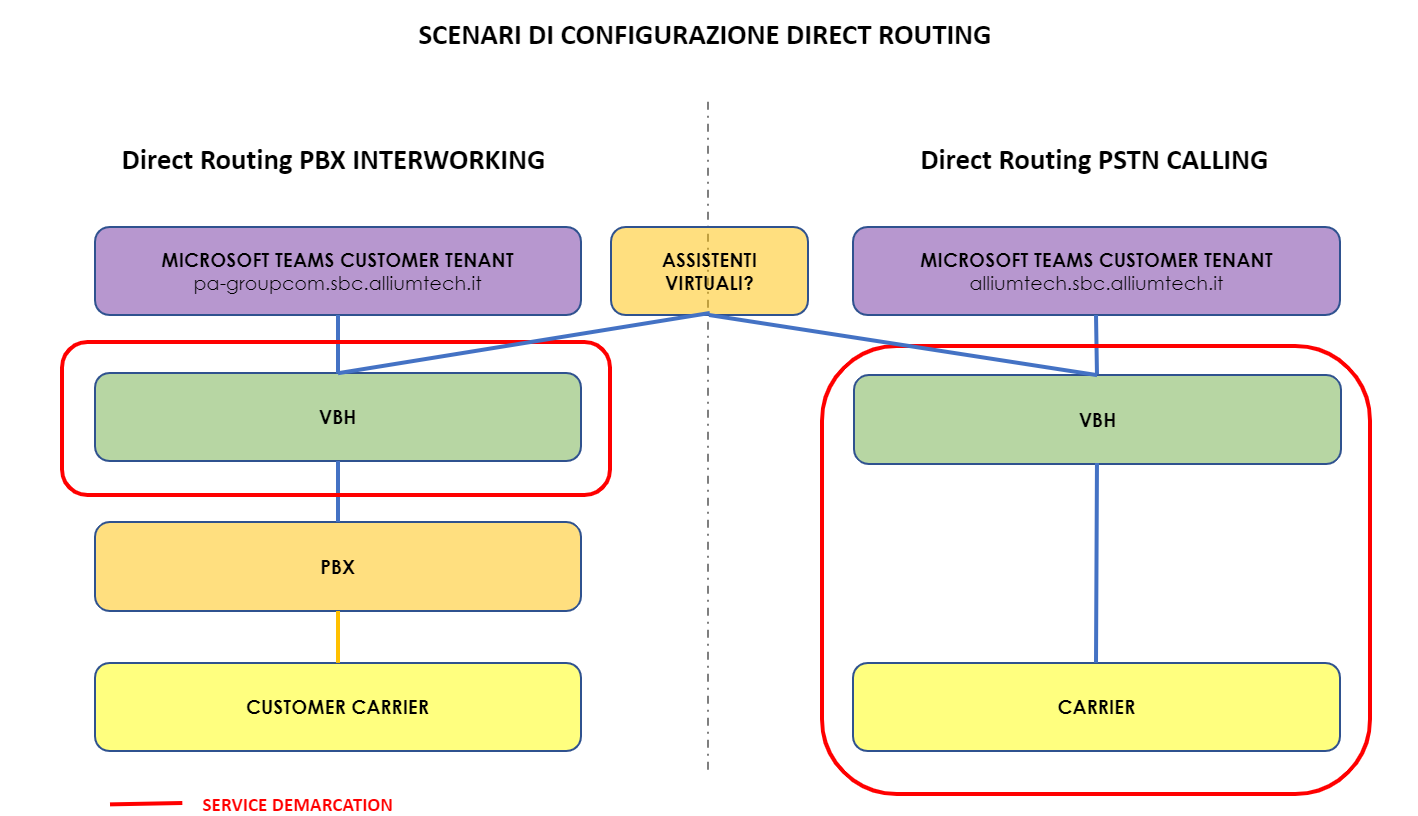 SCENARI DI CONFIGURAZIONE DIRECT ROUTING
Direct Routing PBX INTERWORKING
Direct Routing PSTN CALLING
MICROSOFT TEAMS CUSTOMER TENANT
pa-groupcom.sbc.alliumtech.it
ASSISTENTI
VIRTUALI?
MICROSOFT TEAMS CUSTOMER TENANT
alliumtech.sbc.alliumtech.it
VBH
VBH
PBX
CUSTOMER CARRIER
CARRIER
SERVICE DEMARCATION